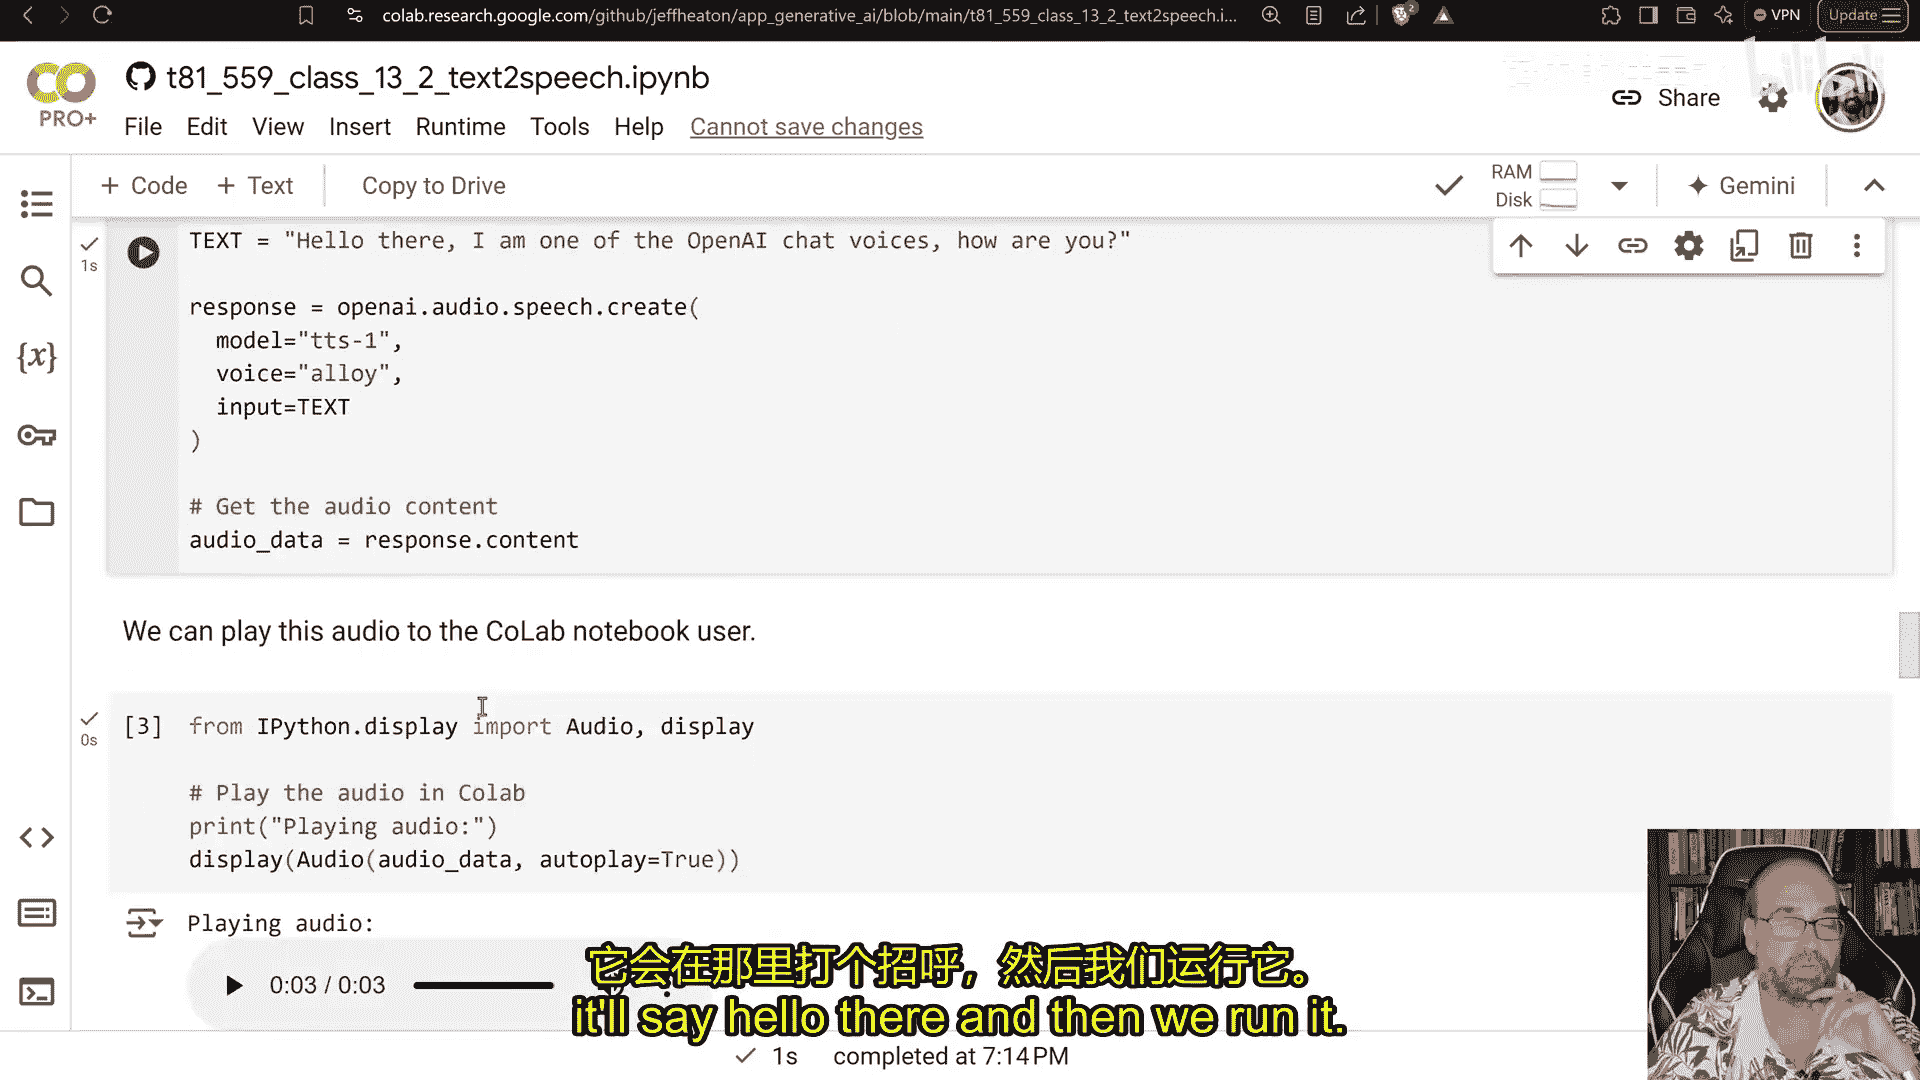 colab.research.google.com/github/jeffheaton/app_generative_ai/blob/main/t81_559_class_13_2_text2speech.i...
2
VPN
Update
CO
PRO+
t81_559_class_13_2_text2speech.ipynb
File Edit View Insert Runtime Tools Help Cannot save changes
Share
+ Code + Text Copy to Drive
RAM
Disk
Gemini
1s
TEXT = "Hello there, I am one of the OpenAI chat voices, how are you?"
response = openai.audio.speech.create(
model="tts-1",
voice="alloy",
input=TEXT
)
# Get the audio content
audio_data = response.content
We can play this audio to the CoLab notebook user.
0s
[3] from IPython.display import Audio, display
# Play the audio in Colab
print("Playing audio:")
display(Audio(audio_data, autoplay=True))
Playing audio:
0:03 / 0:03
它会在那里打个招呼，然后我们运行它。
it'll say hello there and then we run it.
1s completed at 7:14 PM